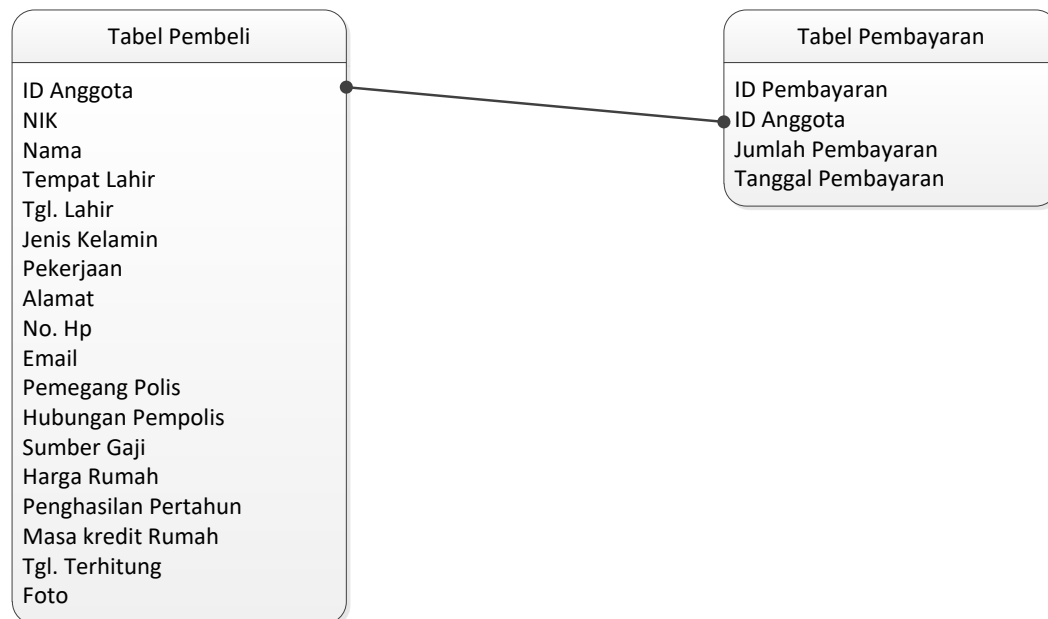 Tabel Pembeli
ID Anggota
NIK
Nama
Tempat Lahir
Tgl. Lahir
Jenis Kelamin
Pekerjaan
Alamat
No. Hp
Email
Pemegang Polis
Hubungan Pempolis
Sumber Gaji
Harga Rumah
Penghasilan Pertahun
Masa kredit Rumah
Tgl. Terhitung
Foto
Tabel Pembayaran
ID Pembayaran
ID Anggota
Jumlah Pembayaran
Tanggal Pembayaran